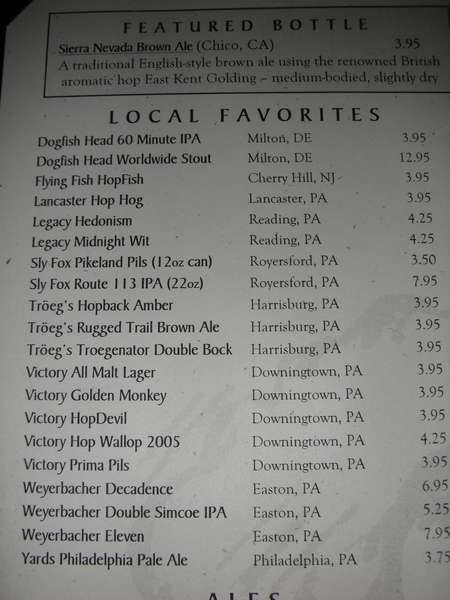 FEATURED BOTTLE
Sierra Nevada Brown Ale (Chico, CA) 3.95
A traditional English-style brown ale using the renowned British
aromatic hop East Kent Golding – medium-bodied, slightly dry
LOCAL FAVORITES
Dogfish Head 60 Minute IPA Milton, DE 3.95
Dogfish Head Worldwide Stout Milton, DE 12.95
Flying Fish HopFish Cherry Hill, NJ 3.95
Lancaster Hop Hog Lancaster, PA 3.95
Legacy Hedonism Reading, PA 4.25
Legacy Midnight Wit Reading, PA 4.25
Sly Fox Pikeland Pils (12oz can) Royersford, PA 3.50
Sly Fox Route 113 IPA (22oz) Royersford, PA 7.95
Tröeg's Hopback Amber Harrisburg, PA 3.95
Tröeg's Rugged Trail Brown Ale Harrisburg, PA 3.95
Tröeg's Troegenator Double Bock Harrisburg, PA 3.95
Victory All Malt Lager Downingtown, PA 3.95
Victory Golden Monkey Downingtown, PA 3.95
Victory HopDevil Downingtown, PA 3.95
Victory Hop Wallop 2005 Downingtown, PA 4.25
Victory Prima Pils Downingtown, PA 3.95
Weyerbacher Decadence Easton, PA 6.95
Weyerbacher Double Simcoe IPA Easton, PA 5.25
Weyerbacher Eleven Easton, PA 7.95
Yards Philadelphia Pale Ale Philadelphia, PA 3.75
ALES